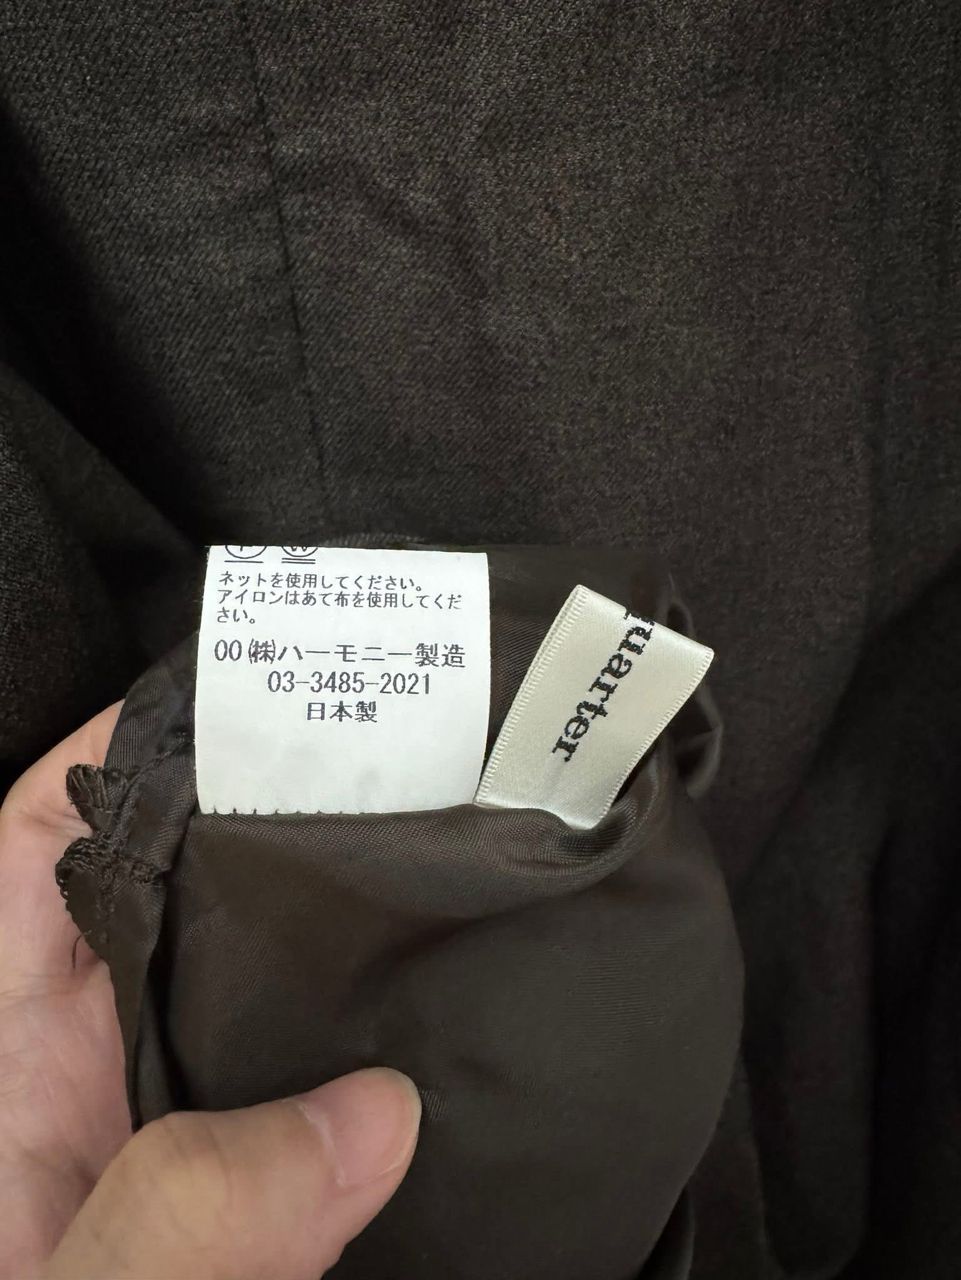 ネットを使用してください。
アイロンはあて布を使用してくだ
さい。
00㈱ハーモニー製造
03-3485-2021
日本製
quarter